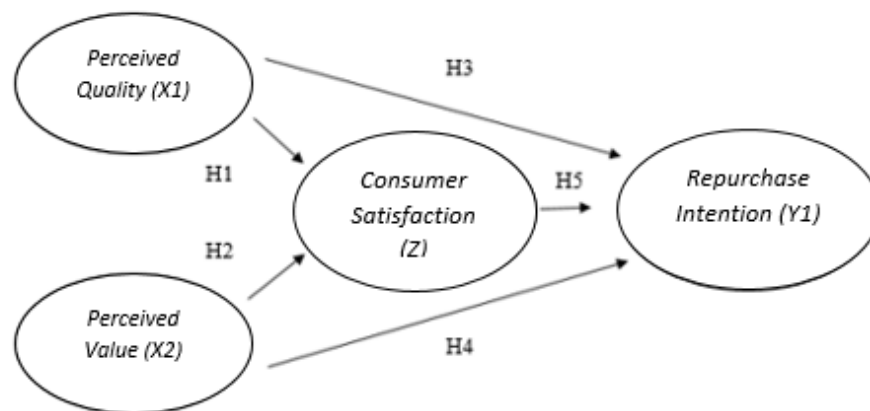 Perceived
Quality (X1)
H3
H1
Consumer
Satisfaction
(Z)
H5
Repurchase
Intention (Y1)
H2
Perceived
Value (X2)
H4